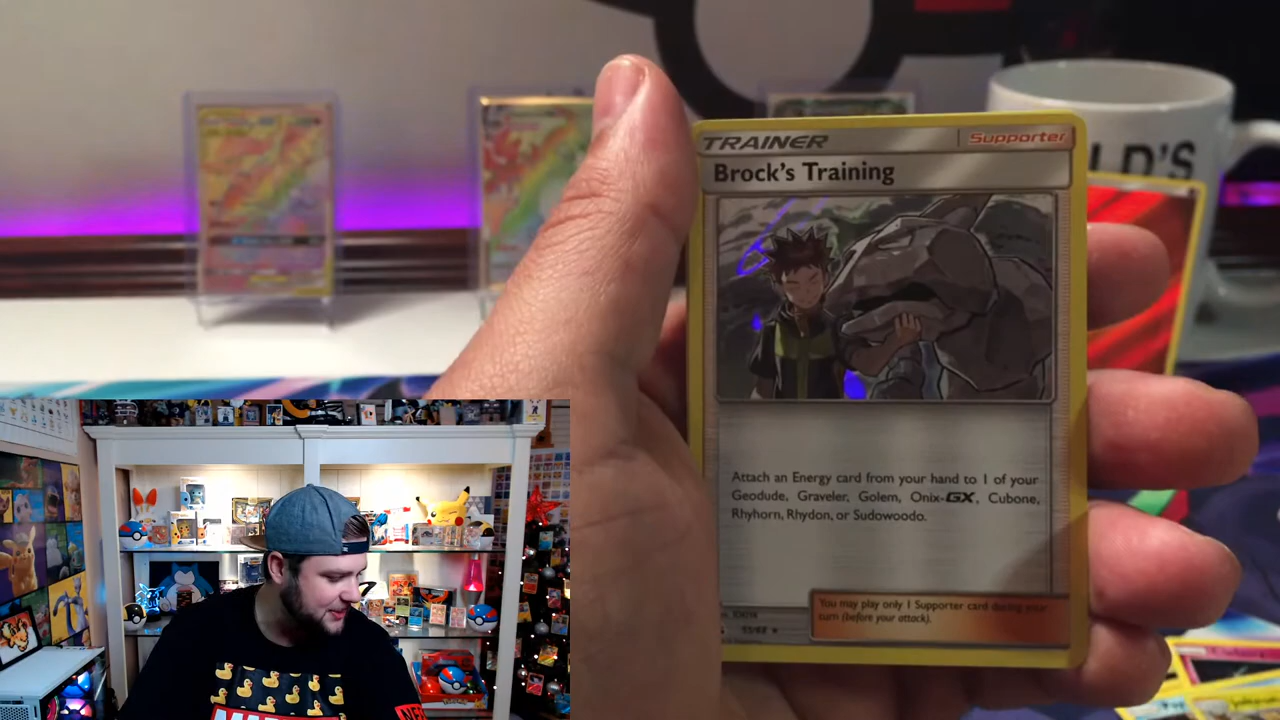 LD'S
TRAINER
Supporter
Brock's Training
Attach an Energy card from your hand to 1 of your
Geodude, Graveler, Golem, Onix-GX, Cubone,
Rhyhorn, Rhydon, or Sudowoodo.
You may play only 1 Supporter card during your
turn (before your attack).